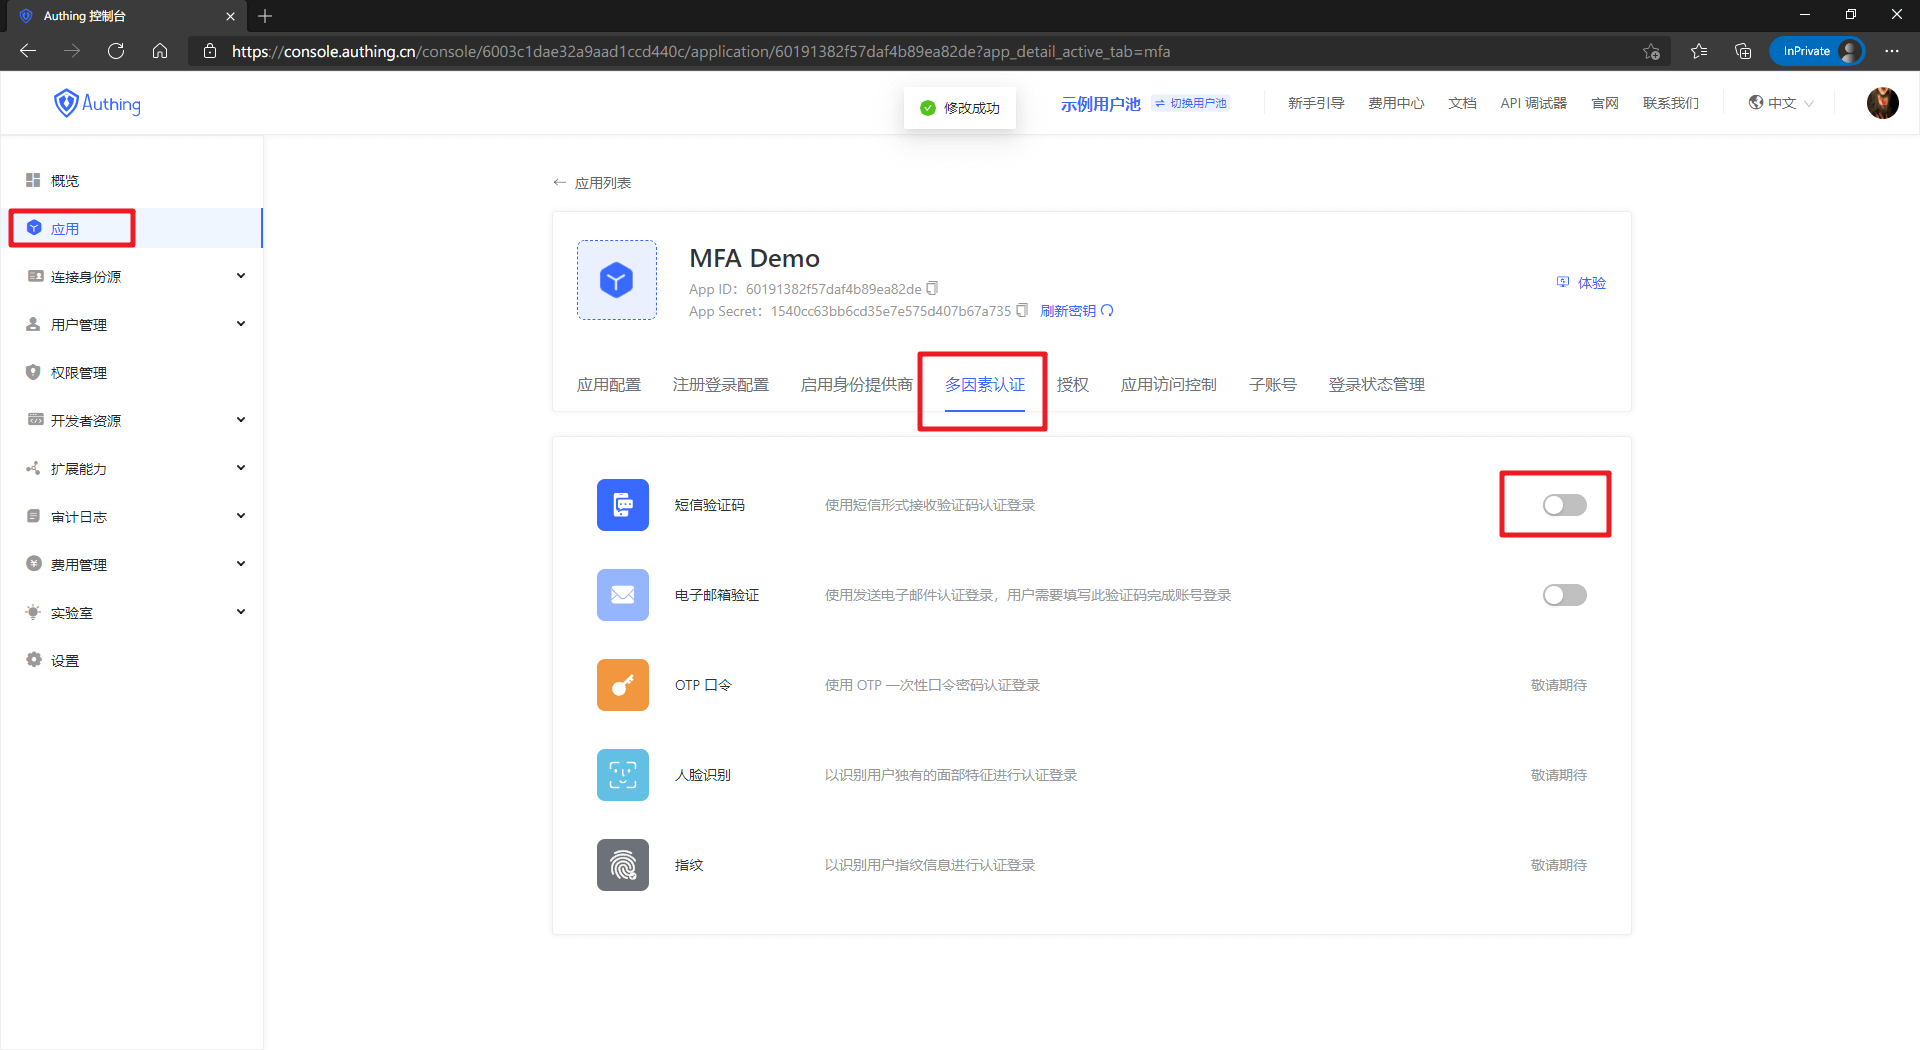 Authing 控制台
https://console.authing.cn/console/6003c1dae32a9aad1ccd440c/application/60191382f57daf4b89ea82de?app_detail_active_tab=mfa
InPrivate
Authing
修改成功
示例用户池
切换用户池
新手引导
费用中心
文档
API 调试器
官网
联系我们
中文
概览
应用
连接身份源
用户管理
权限管理
开发者资源
扩展能力
审计日志
费用管理
实验室
设置
← 应用列表
MFA Demo
App ID： 60191382f57daf4b89ea82de
App Secret： 1540cc63bb6cd35e7e575d407b67a735 刷新密钥
体验
应用配置
注册登录配置
启用身份提供商
多因素认证
授权
应用访问控制
子账号
登录状态管理
短信验证码 使用短信形式接收验证码认证登录
电子邮箱验证 使用发送电子邮件认证登录，用户需要填写此验证码完成账号登录
OTP 口令 使用 OTP 一次性口令密码认证登录 敬请期待
人脸识别 以识别用户独有的面部特征进行认证登录 敬请期待
指纹 以识别用户指纹信息进行认证登录 敬请期待